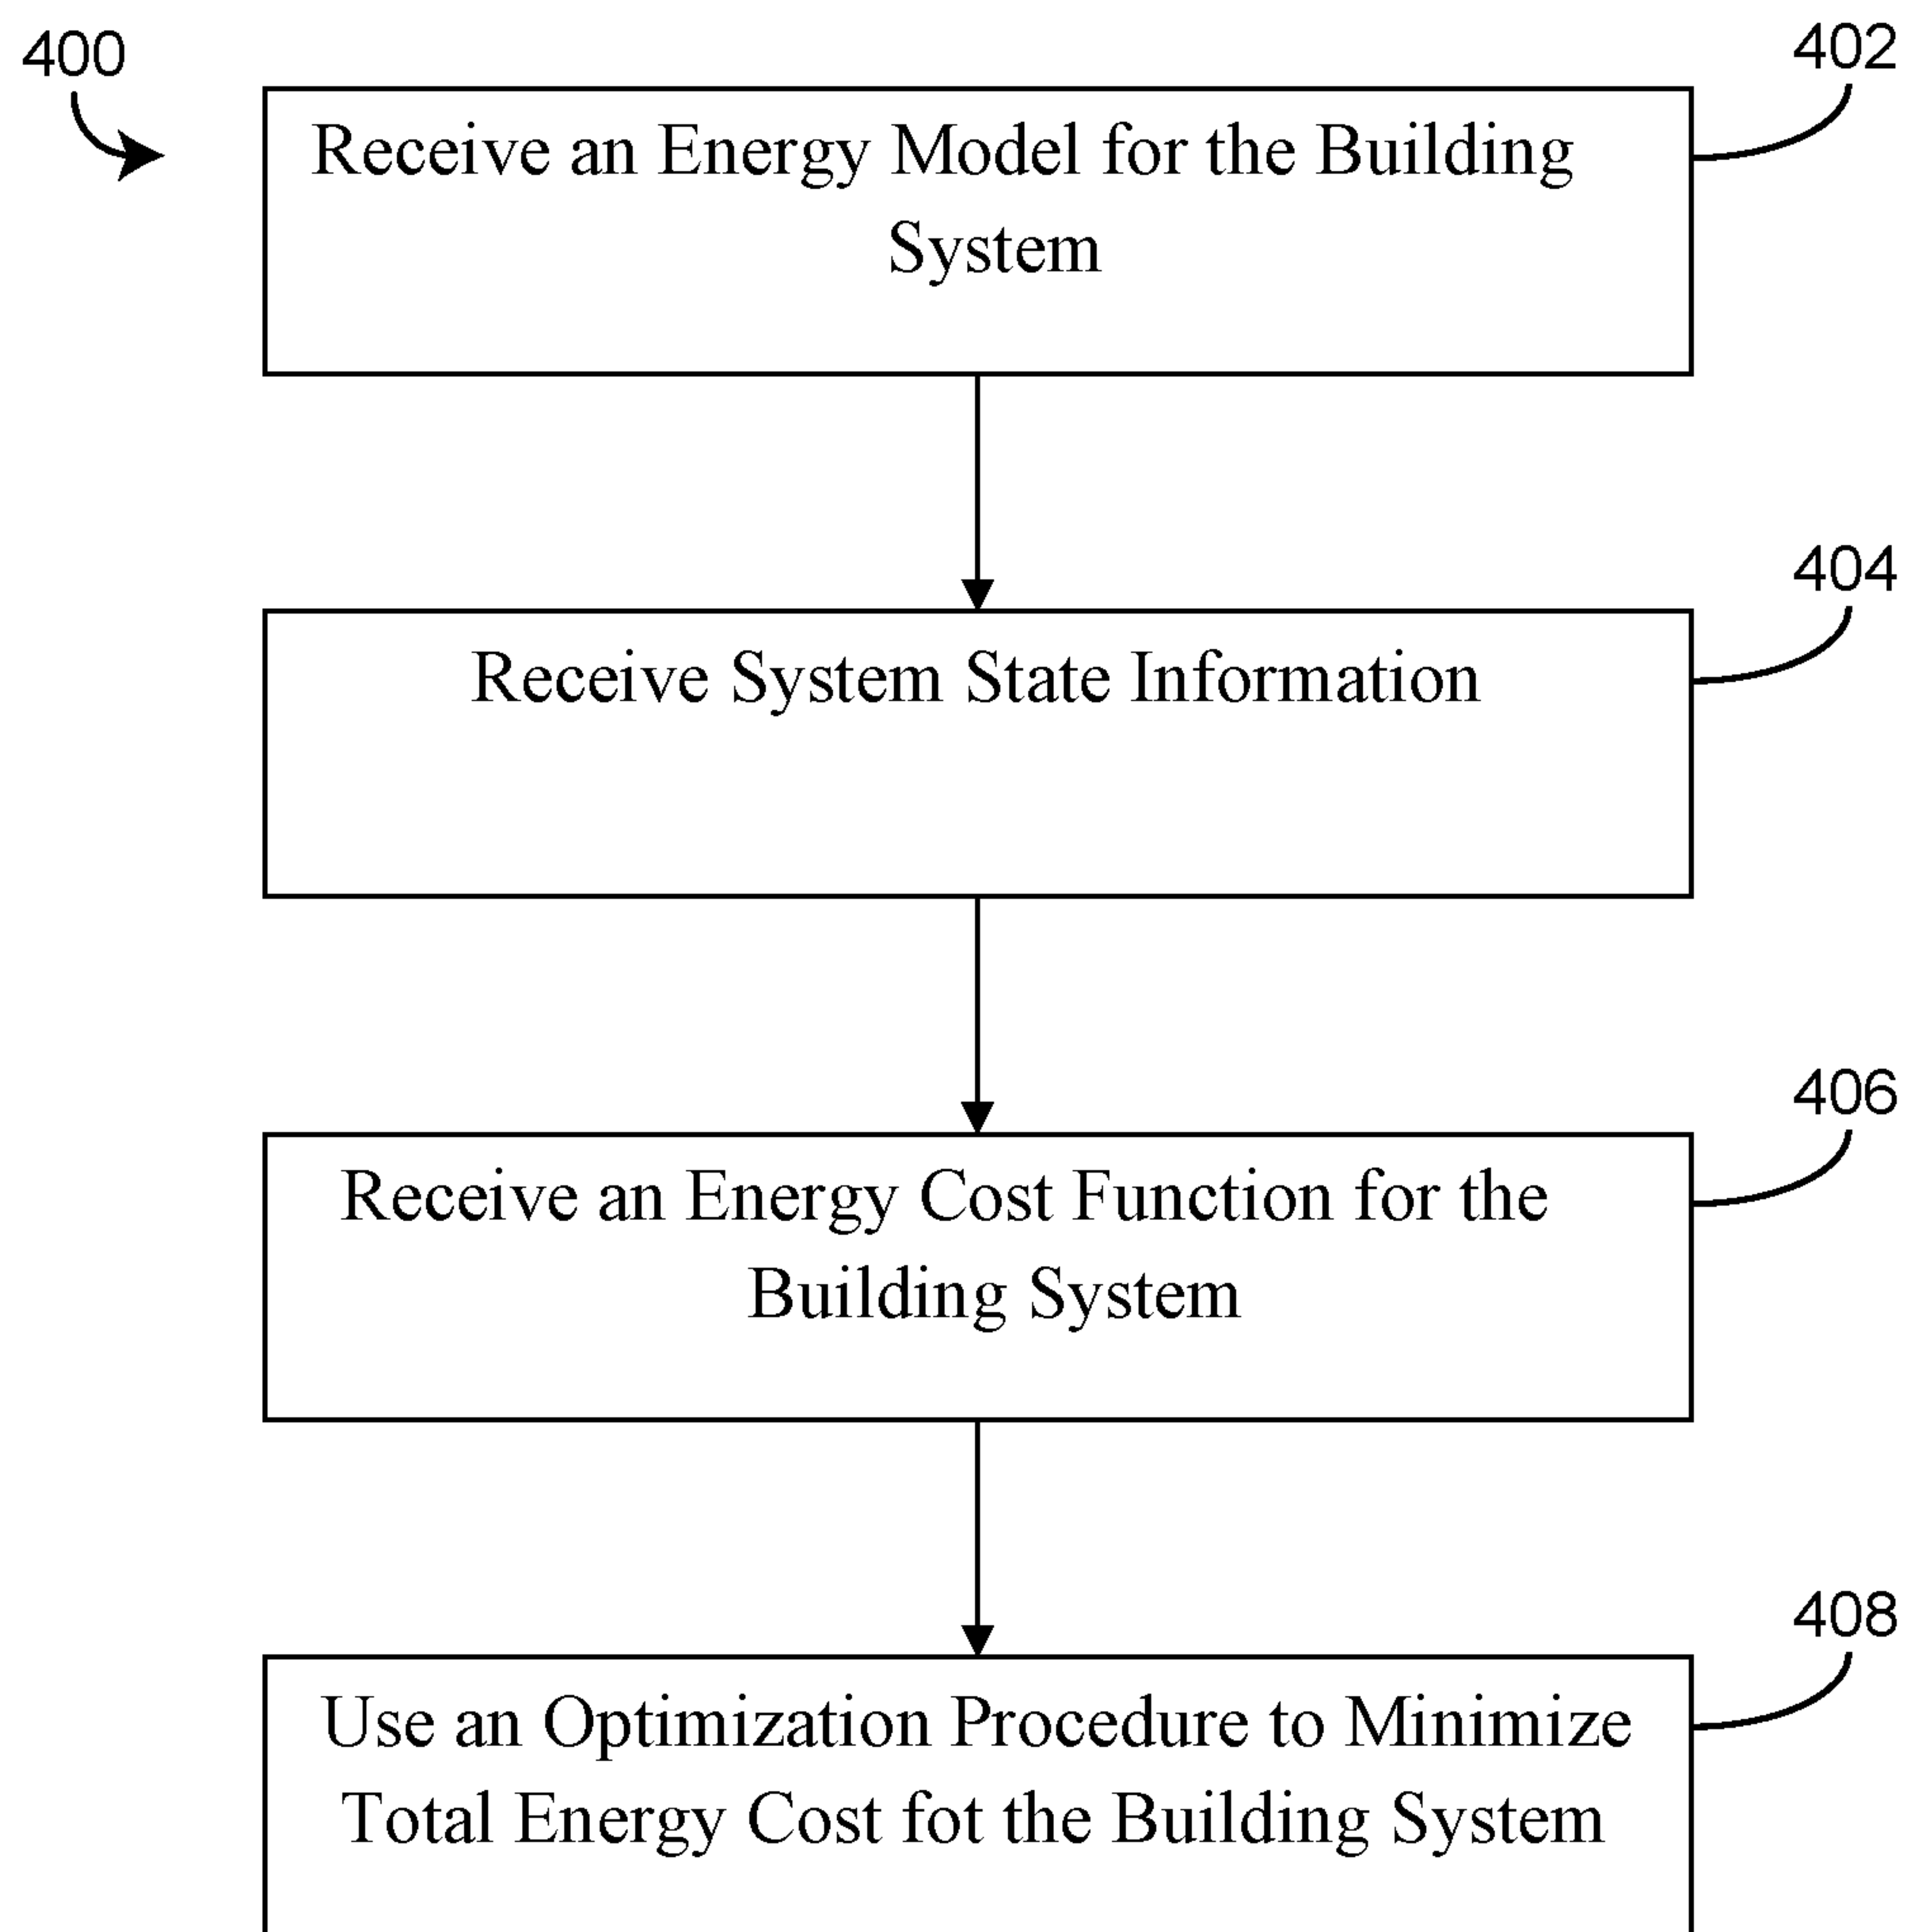 400
402
Receive an Energy Model for the Building
System
404
Receive System State Information
406
Receive an Energy Cost Function for the
Building System
408
Use an Optimization Procedure to Minimize
Total Energy Cost fot the Building System